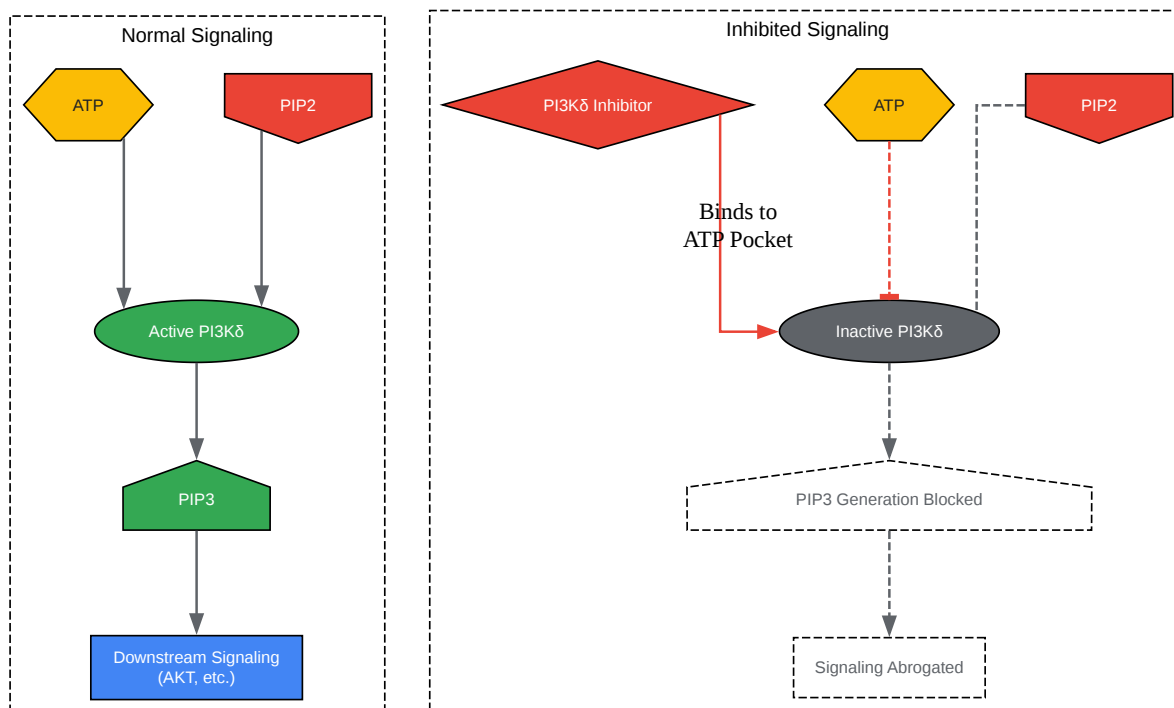 Normal Signaling
ATP
PIP2
Active PI3Kδ
PIP3
Downstream Signaling
(AKT, etc.)
Inhibited Signaling
PI3Kδ Inhibitor
ATP
PIP2
Binds to
ATP Pocket
Inactive PI3Kδ
PIP3 Generation Blocked
Signaling Abrogated